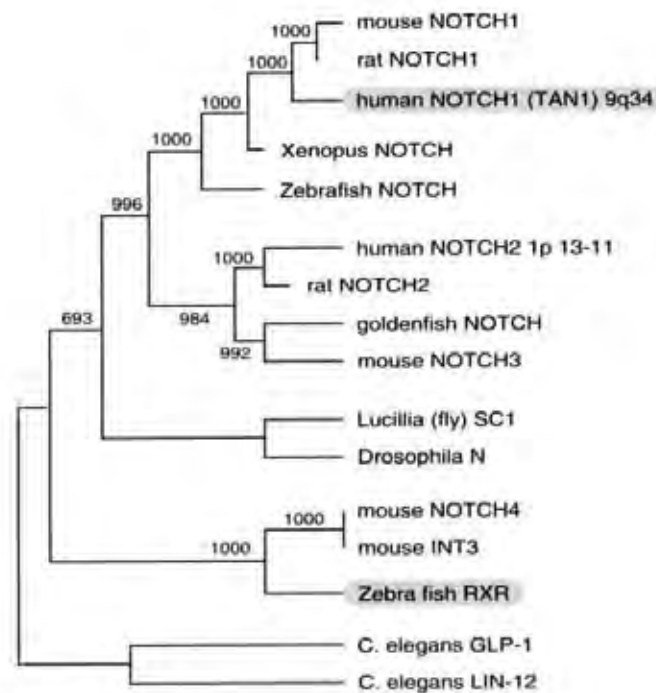 mouse NOTCH1
1000
rat NOTCH1
1000
human NOTCH1 (TAN1) 9q34
1000
1000
Xenopus NOTCH
Zebrafish NOTCH
996
human NOTCH2 1p 13-11
1000
rat NOTCH2
984
goldenfish NOTCH
693
992
mouse NOTCH3
Lucillia (fly) SC1
Drosophila N
mouse NOTCH4
1000
mouse INT3
1000
Zebra fish RXR
C. elegans GLP-1
C. elegans LIN-12